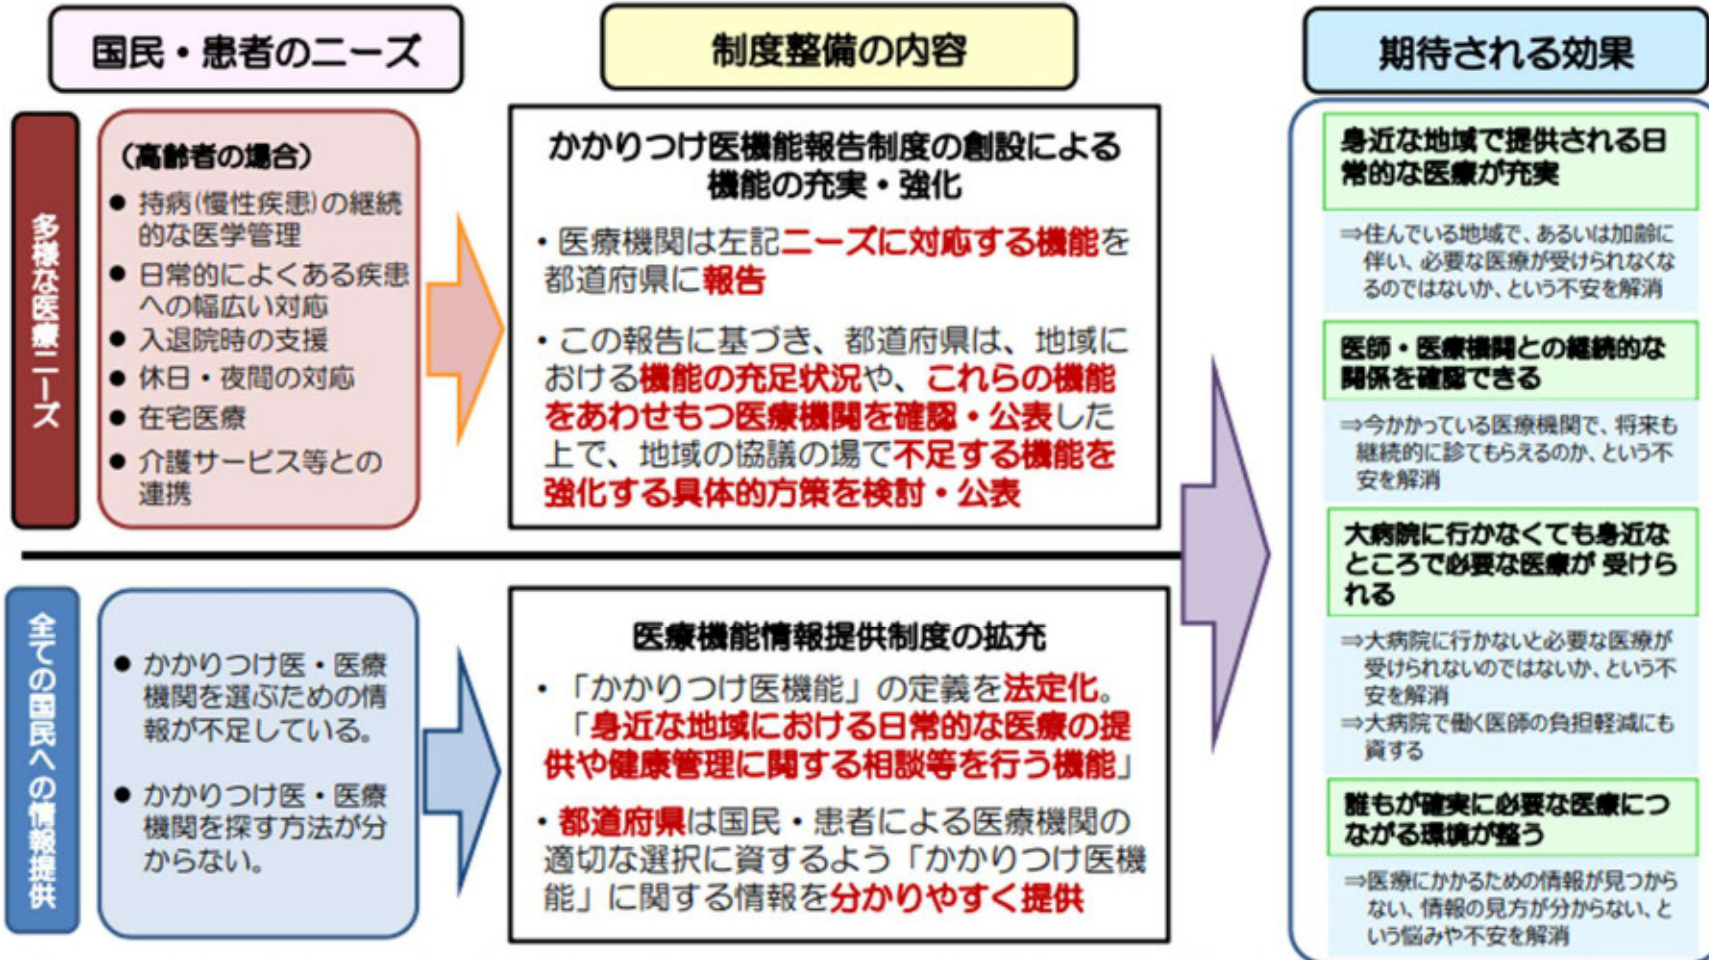 国民・患者のニーズ
制度整備の内容
期待される効果
多様な医療ニーズ
（高齢者の場合）
● 持病(慢性疾患)の継続
的な医学管理
● 日常的によくある疾患
への幅広い対応
● 入退院時の支援
● 休日・夜間の対応
● 在宅医療
● 介護サービス等との
連携
かかりつけ医機能報告制度の創設による
機能の充実・強化
・医療機関は左記ニーズに対応する機能を
都道府県に報告
・この報告に基づき、都道府県は、地域に
おける機能の充足状況や、これらの機能
をあわせもつ医療機関を確認・公表した
上で、地域の協議の場で不足する機能を
強化する具体的方策を検討・公表
全ての国民への情報提供
● かかりつけ医・医療
機関を選ぶための情
報が不足している。
● かかりつけ医・医療
機関を探す方法が分
からない。
医療機能情報提供制度の拡充
・「かかりつけ医機能」の定義を法定化。
「身近な地域における日常的な医療の提
供や健康管理に関する相談等を行う機能」
・都道府県は国民・患者による医療機関の
適切な選択に資するよう「かかりつけ医機
能」に関する情報を分かりやすく提供
身近な地域で提供される日
常的な医療が充実
⇒住んでいる地域で、あるいは加齢に
伴い、必要な医療が受けられなくな
るのではないか、という不安を解消
医師・医療機関との継続的な
関係を確認できる
⇒今かかっている医療機関で、将来も
継続的に診てもらえるのか、という不
安を解消
大病院に行かなくても身近な
ところで必要な医療が 受けら
れる
⇒大病院に行かないと必要な医療が
受けられないのではないか、という不
安を解消
⇒大病院で働く医師の負担軽減にも
資する
誰もが確実に必要な医療につ
ながる環境が整う
⇒医療にかかるための情報が見つから
ない、情報の見方が分からない、と
いう悩みや不安を解消